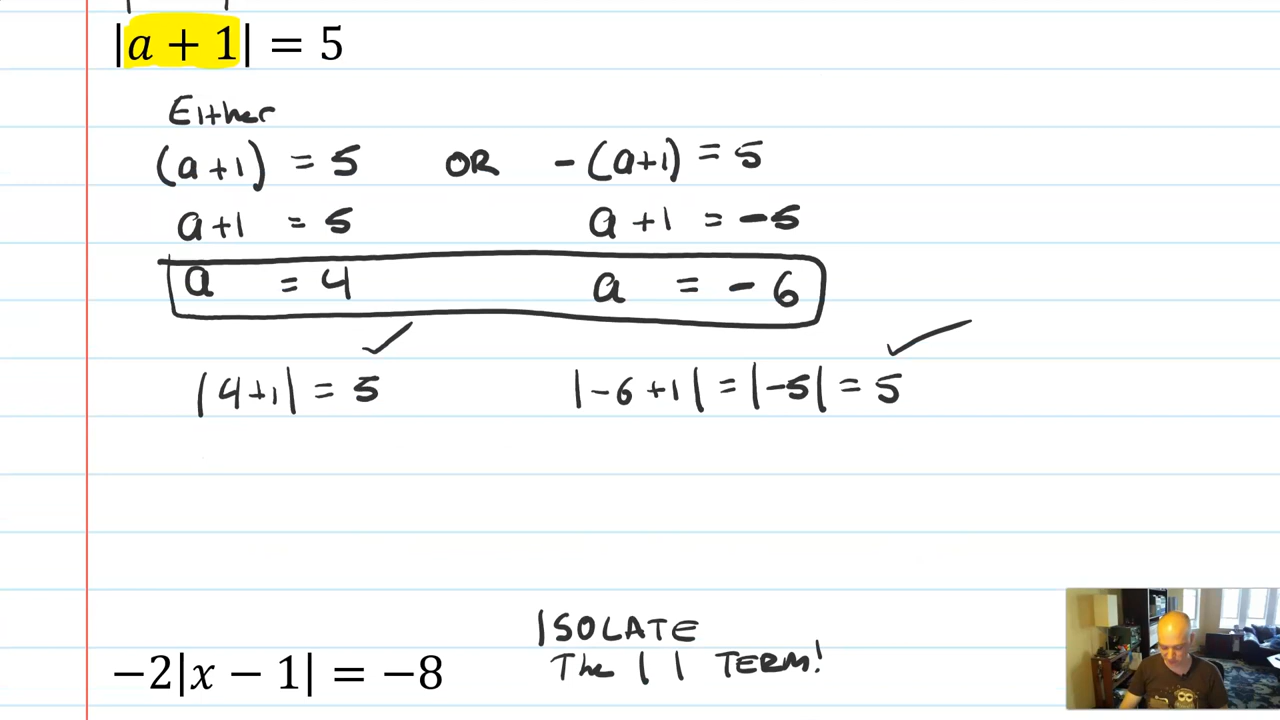 |a + 1| = 5
Either
(a+1) = 5 OR -(a+1) = 5
a+1 = 5 a+1 = -5
a = 4 a = -6
|4+1| = 5 |-6+1| = |-5| = 5
ISOLATE
The | | TERM!
−2|x − 1| = −8